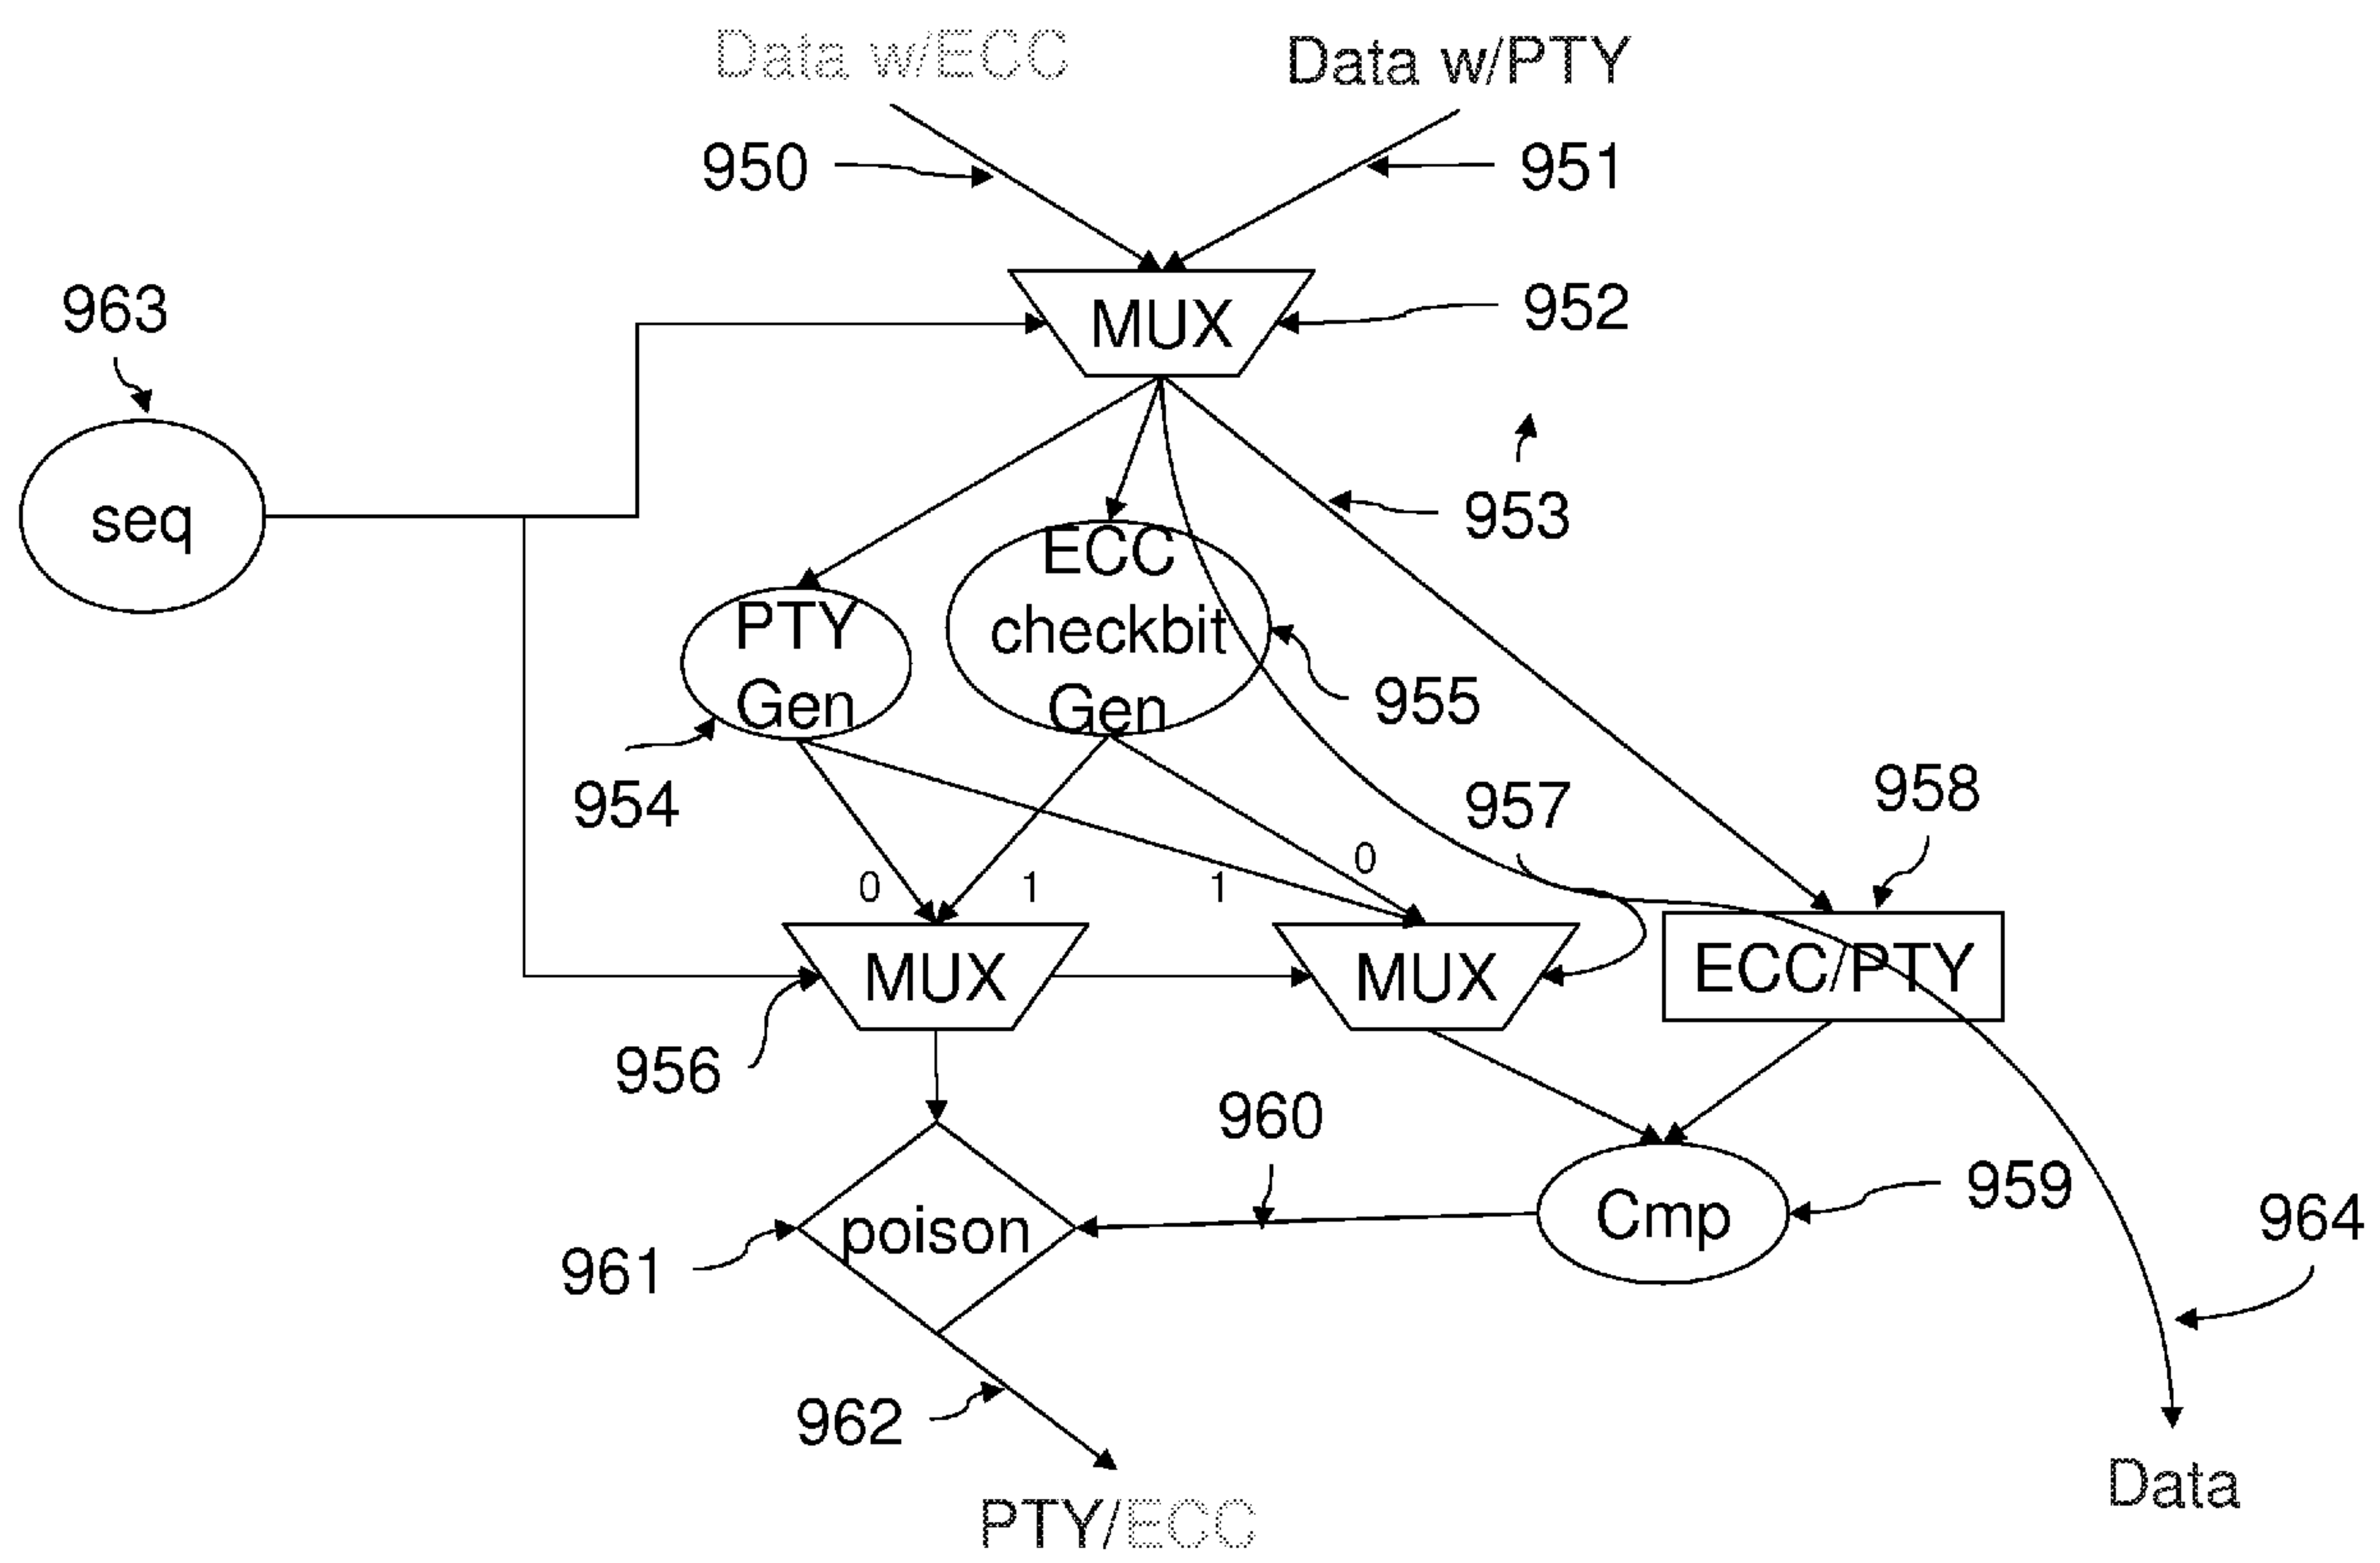 Data w/ECC
Data w/PTY
950
951
963
MUX
952
seq
953
ECC
checkbit
Gen
PTY
Gen
955
954
957
958
0
1
1
0
MUX
MUX
ECC/PTY
956
960
959
964
poison
Cmp
961
962
Data
PTY/ECC